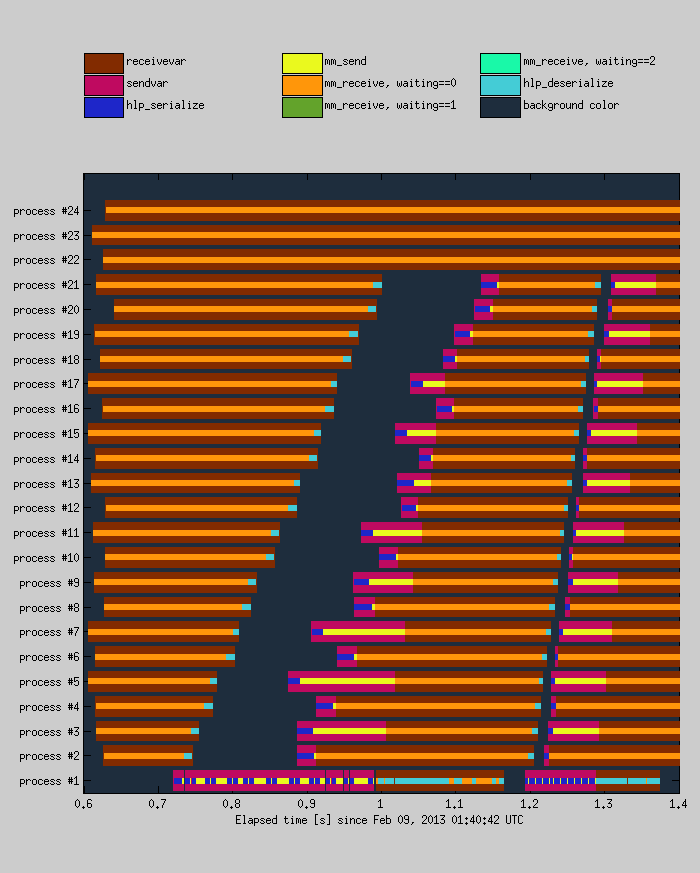 receivevar mm_send mm_receive, waiting==2
sendvar mm_receive, waiting==0 hlp_deserialize
hlp_serialize mm_receive, waiting==1 background color
process #24
process #23
process #22
process #21
process #20
process #19
process #18
process #17
process #16
process #15
process #14
process #13
process #12
process #11
process #10
process #9
process #8
process #7
process #6
process #5
process #4
process #3
process #2
process #1
0.6 0.7 0.8 0.9 1 1.1 1.2 1.3 1.4
Elapsed time [s] since Feb 09, 2013 01:40:42 UTC